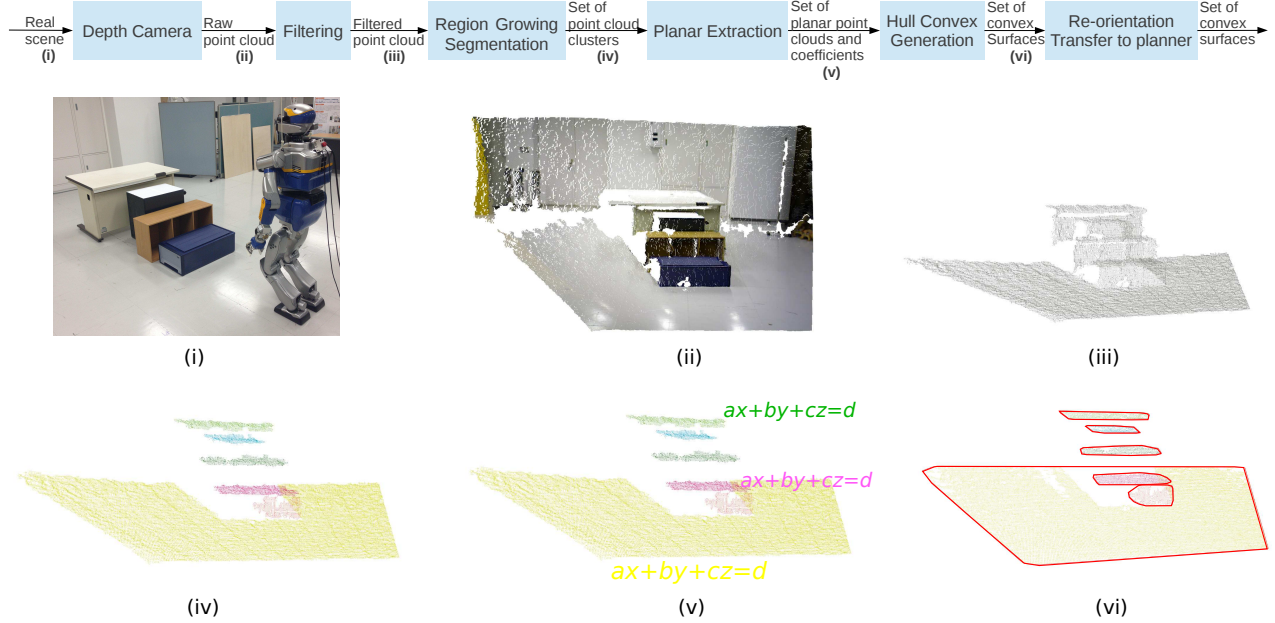 Real
scene
(i)
Depth Camera
Raw
point cloud
(ii)
Filtering
Filtered
point cloud
(iii)
Region Growing
Segmentation
Set of
point cloud
clusters
(iv)
Planar Extraction
Set of
planar point
clouds and
coefficients
(v)
Hull Convex
Generation
Set of
convex
Surfaces
(vi)
Re-orientation
Transfer to planner
Set of
convex
surfaces
(i)
(ii)
(iii)
ax+by+cz=d
ax+by+cz=d
ax+by+cz=d
(iv)
(v)
(vi)